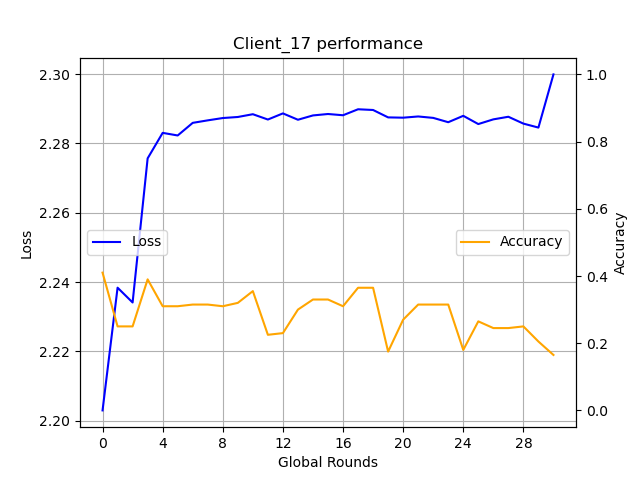 Client_17 performance
2.30
2.28
2.26
2.24
2.22
2.20
Loss
Loss
Accuracy
1.0
0.8
0.6
0.4
0.2
0.0
Accuracy
0 4 8 12 16 20 24 28
Global Rounds